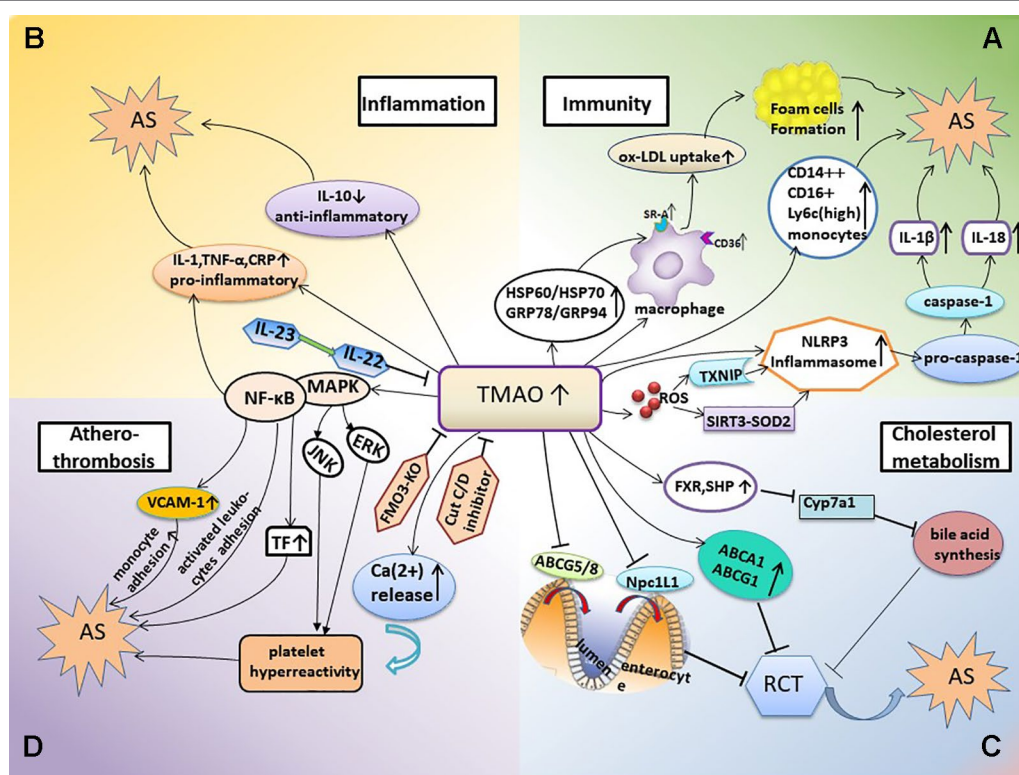 B
A
Inflammation
Immunity
AS
IL-10↓
anti-inflammatory
IL-1,TNF-α,CRP↑
pro-inflammatory
IL-23
IL-22
Foam cells
Formation ↑
AS
ox-LDL uptake↑
CD14++
CD16+
Ly6c(high)
monocytes ↑
SR-A↑
CD36↑
macrophage
IL-1β ↑
IL-18 ↑
HSP60/HSP70
GRP78/GRP94 ↑
caspase-1
NLRP3
Inflammasome ↑
pro-caspase-1
TXNIP
ROS
SIRT3-SOD2
TMAO ↑
NF-κB
MAPK
JNK
ERK
Athero-
thrombosis
VCAM-1↑
monocyte
adhesion ↑
activated leuko-
cytes adhesion
TF↑
FMO3-KO
Cut C/D
inhibitor
Ca(2+)
release ↑
AS
platelet
hyperreactivity
D
Cholesterol
metabolism
FXR,SHP ↑
Cyp7a1
bile acid
synthesis
ABCA1
ABCG1 ↑
ABCG5/8
Npc1L1
lumen
enterocyt
e
RCT
AS
C